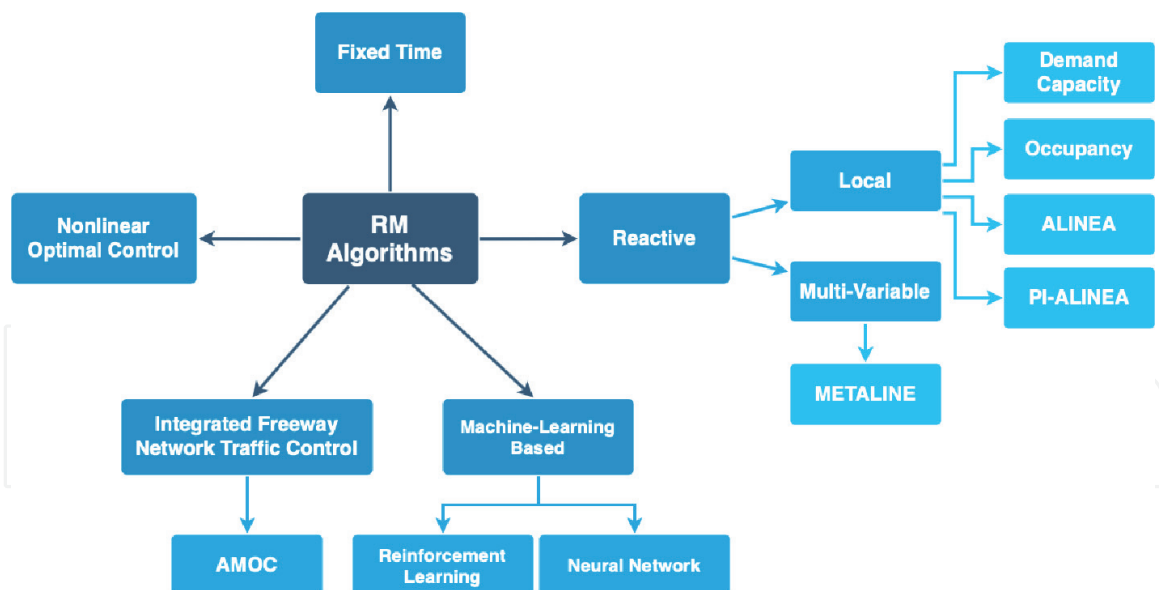 Fixed Time
Demand
Capacity
Occupancy
Local
Nonlinear
Optimal Control
RM
Algorithms
Reactive
ALINEA
Multi-Variable
PI-ALINEA
METALINE
Integrated Freeway
Network Traffic Control
Machine-Learning
Based
AMOC
Reinforcement
Learning
Neural Network